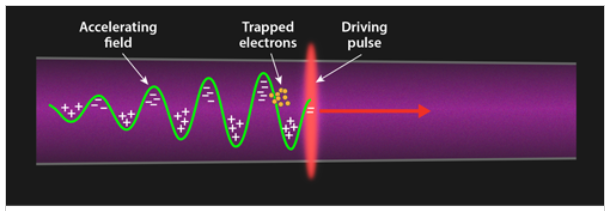 Accelerating
field
Trapped
electrons
Driving
pulse